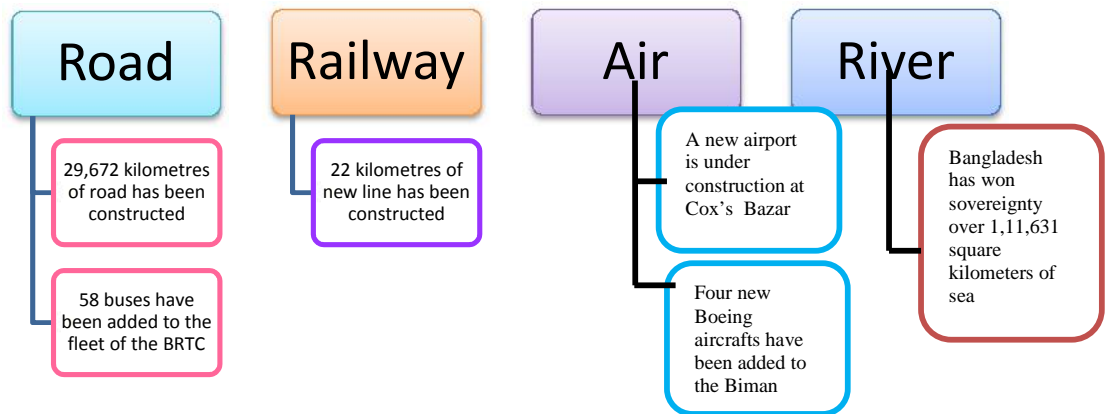 Road
29,672 kilometres
of road has been
constructed
58 buses have
been added to the
fleet of the BRTC
Railway
22 kilometres of
new line has been
constructed
Air
A new airport
is under
construction at
Cox's Bazar
Four new
Boeing
aircrafts have
been added to
the Biman
River
Bangladesh
has won
sovereignty
over 1,11,631
square
kilometers of
sea